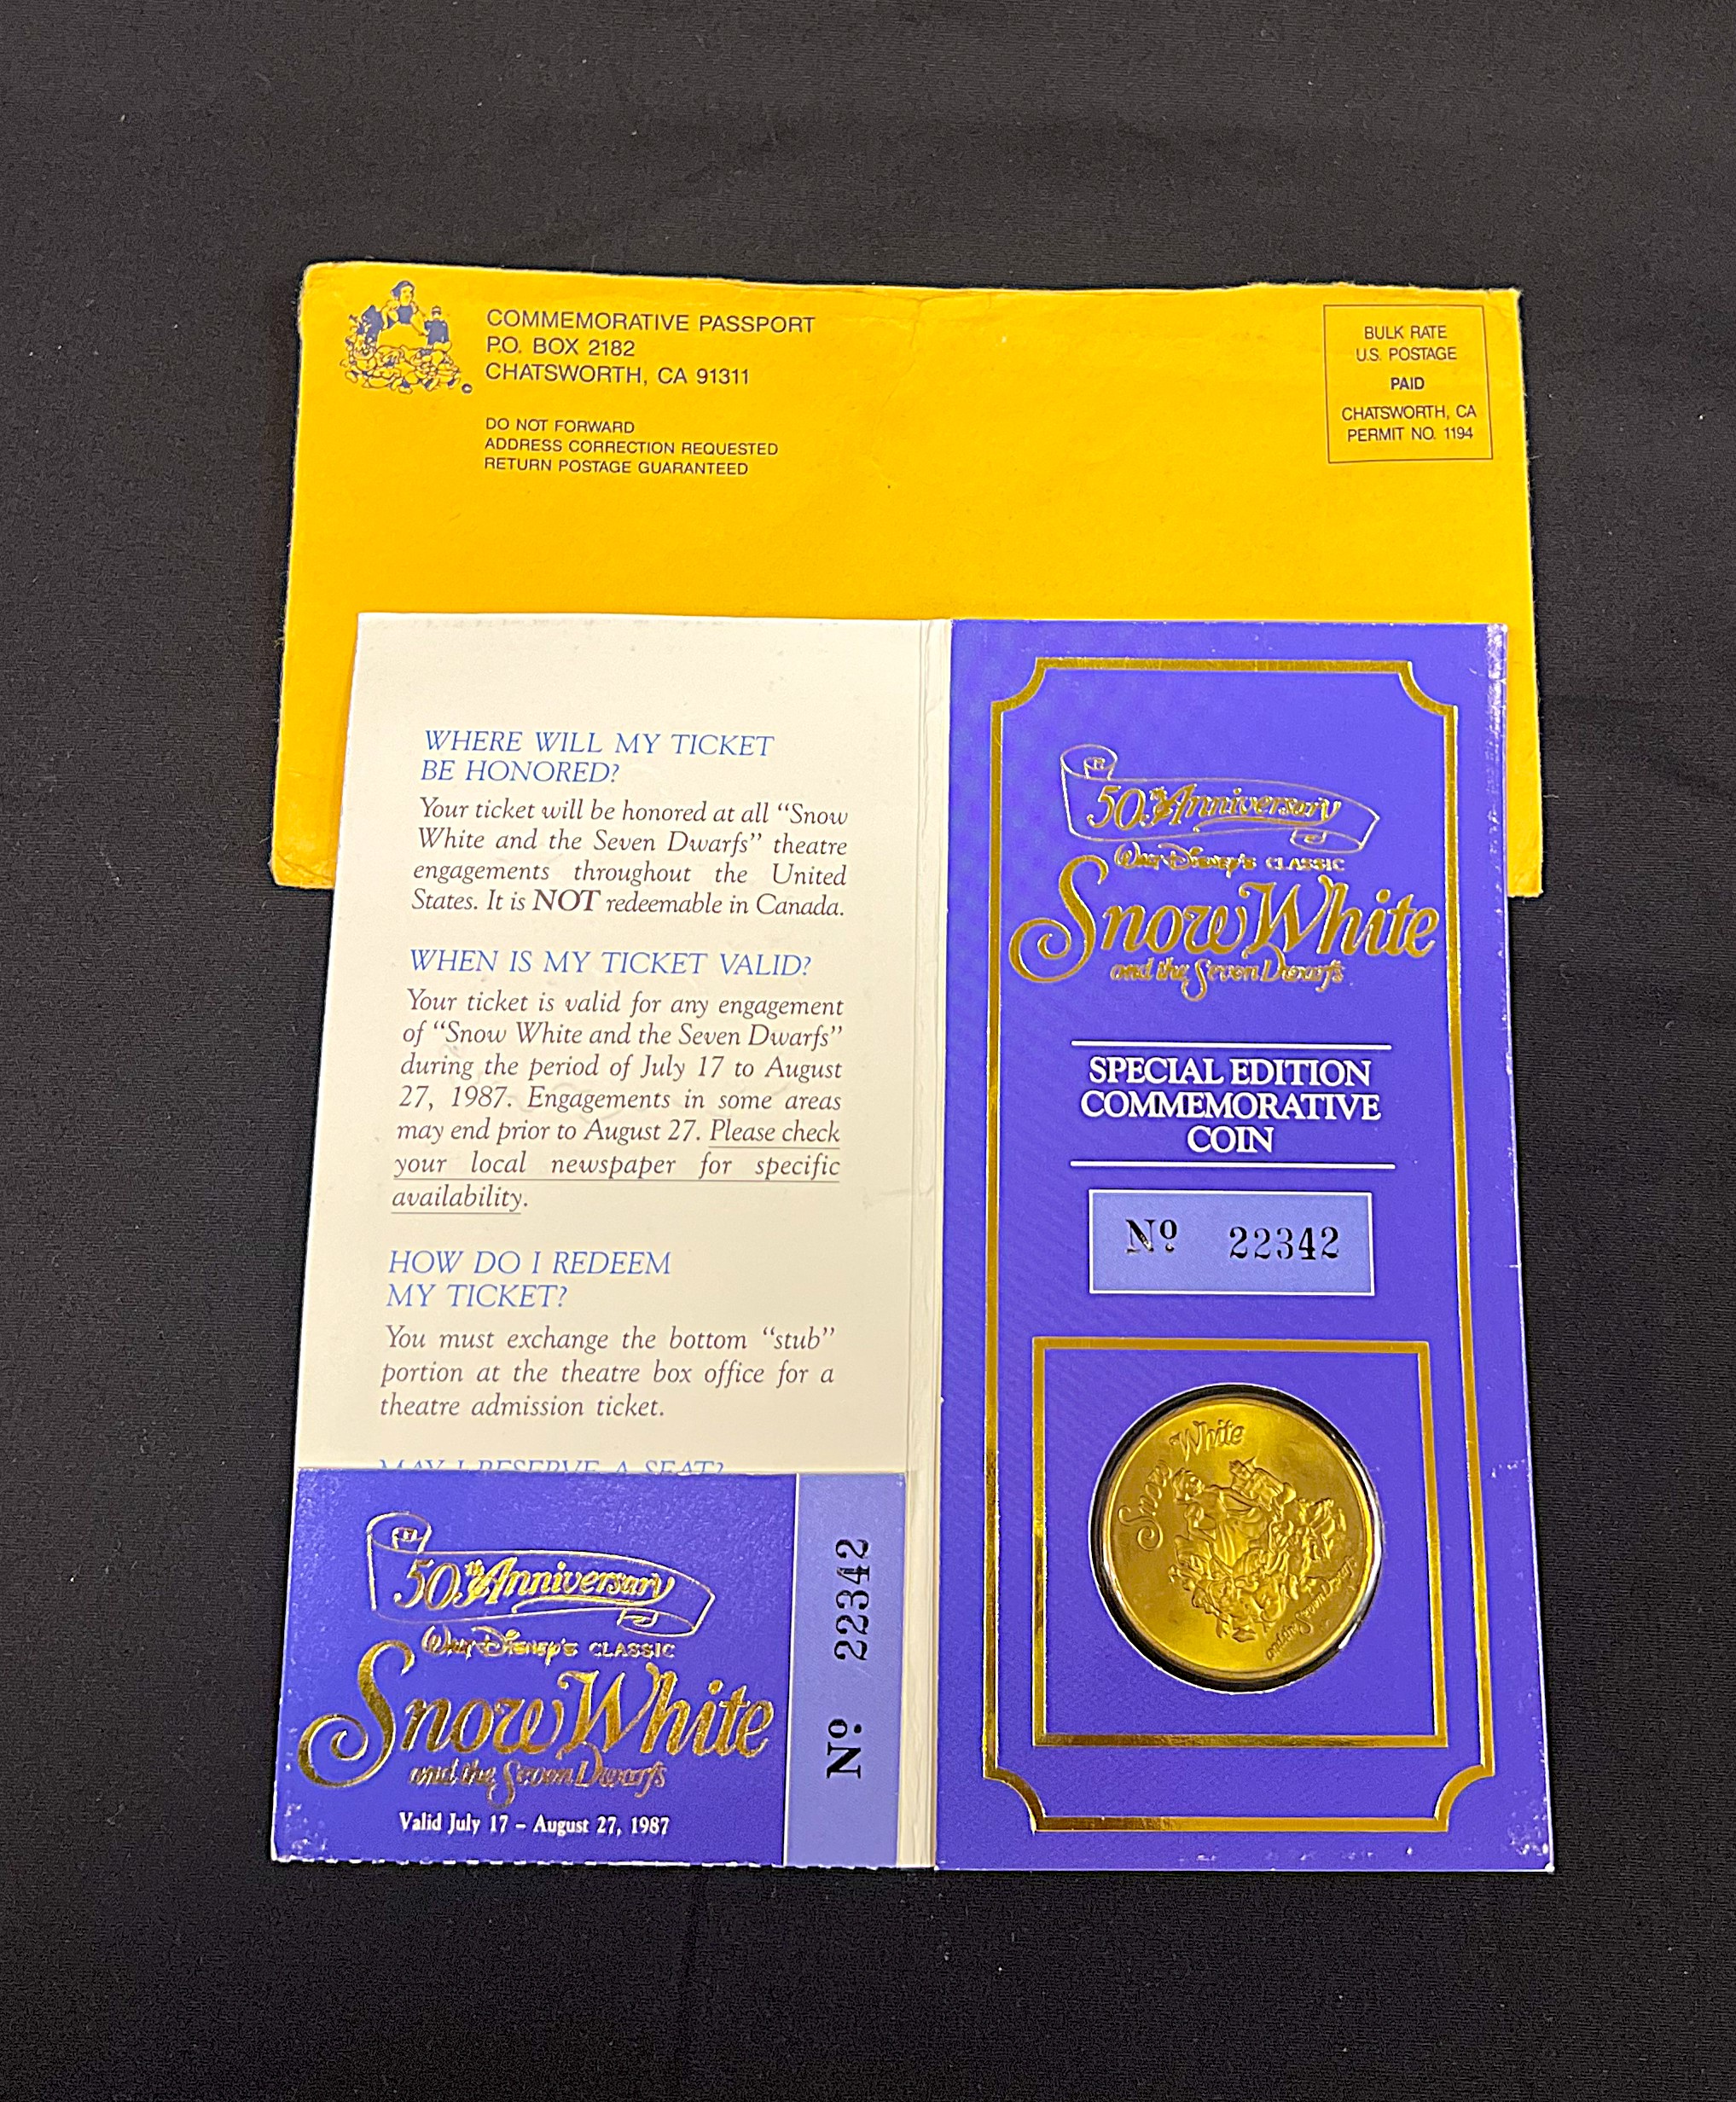 COMMEMORATIVE PASSPORT
P.O. BOX 2182
CHATSWORTH, CA 91311
DO NOT FORWARD
ADDRESS CORRECTION REQUESTED
RETURN POSTAGE GUARANTEED
BULK RATE
U.S. POSTAGE
PAID
CHATSWORTH, CA
PERMIT NO. 1194
WHERE WILL MY TICKET
BE HONORED?
Your ticket will be honored at all “Snow
White and the Seven Dwarfs” theatre
engagements throughout the United
States. It is NOT redeemable in Canada.
WHEN IS MY TICKET VALID?
Your ticket is valid for any engagement
of “Snow White and the Seven Dwarfs”
during the period of July 17 to August
27, 1987. Engagements in some areas
may end prior to August 27. Please check
your local newspaper for specific
availability.
HOW DO I REDEEM
MY TICKET?
You must exchange the bottom “stub”
portion at the theatre box office for a
theatre admission ticket.
MAY I RESERVE A SEAT?
50th Anniversary
Walt Disney's CLASSIC
Snow White
and the Seven Dwarfs
Valid July 17 – August 27, 1987
Nº 22342
50th Anniversary
Walt Disney's CLASSIC
Snow White
and the Seven Dwarfs
SPECIAL EDITION
COMMEMORATIVE
COIN
Nº 22342
Snow White
and the Seven Dwarfs